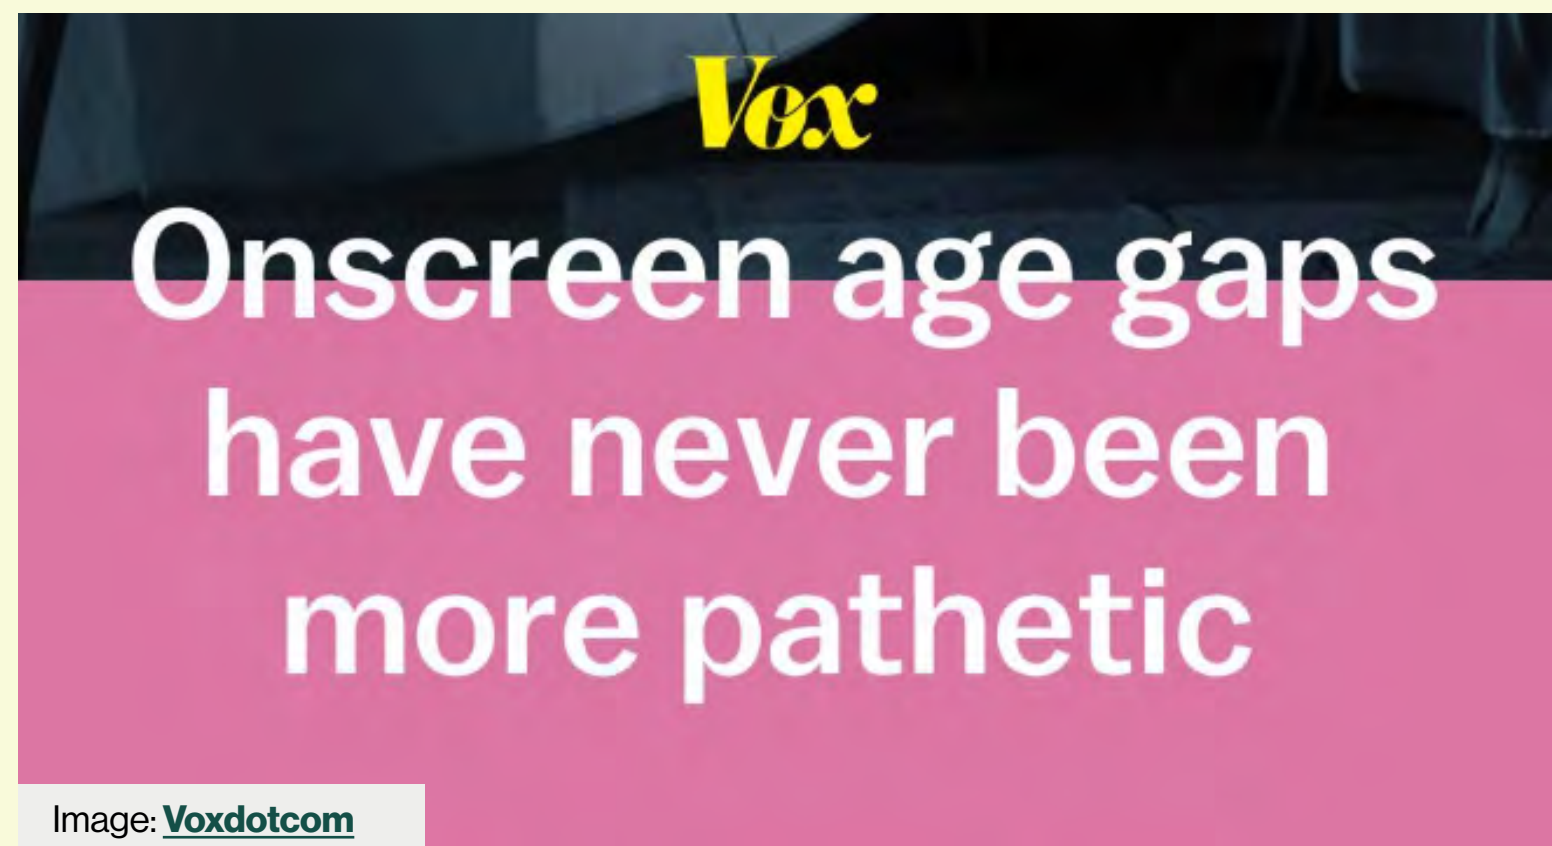 Vox
Onscreen age gaps
have never been
more pathetic
Image: Voxdotcom